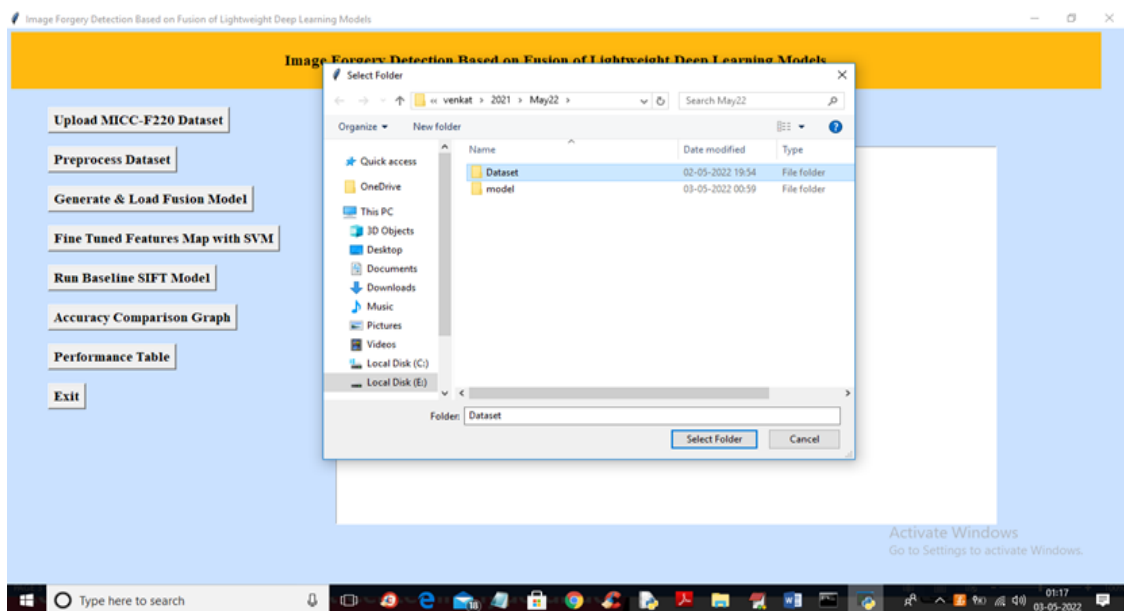 Image Forgery Detection Based on Fusion of Lightweight Deep Learning Models
Image Forgery Detection Based on Fusion of Lightweight Deep Learning Models
Upload MICC-F220 Dataset
Preprocess Dataset
Generate & Load Fusion Model
Fine Tuned Features Map with SVM
Run Baseline SIFT Model
Accuracy Comparison Graph
Performance Table
Exit
Select Folder
« venkat > 2021 > May22 >
Search May22
Organize
New folder
Quick access
OneDrive
This PC
3D Objects
Desktop
Documents
Downloads
Music
Pictures
Videos
Local Disk (C:)
Local Disk (E:)
Name Date modified Type
Dataset 02-05-2022 19:54 File folder
model 03-05-2022 00:59 File folder
Folder: Dataset
Select Folder Cancel
Activate Windows
Go to Settings to activate Windows.
Type here to search
01:17
03-05-2022